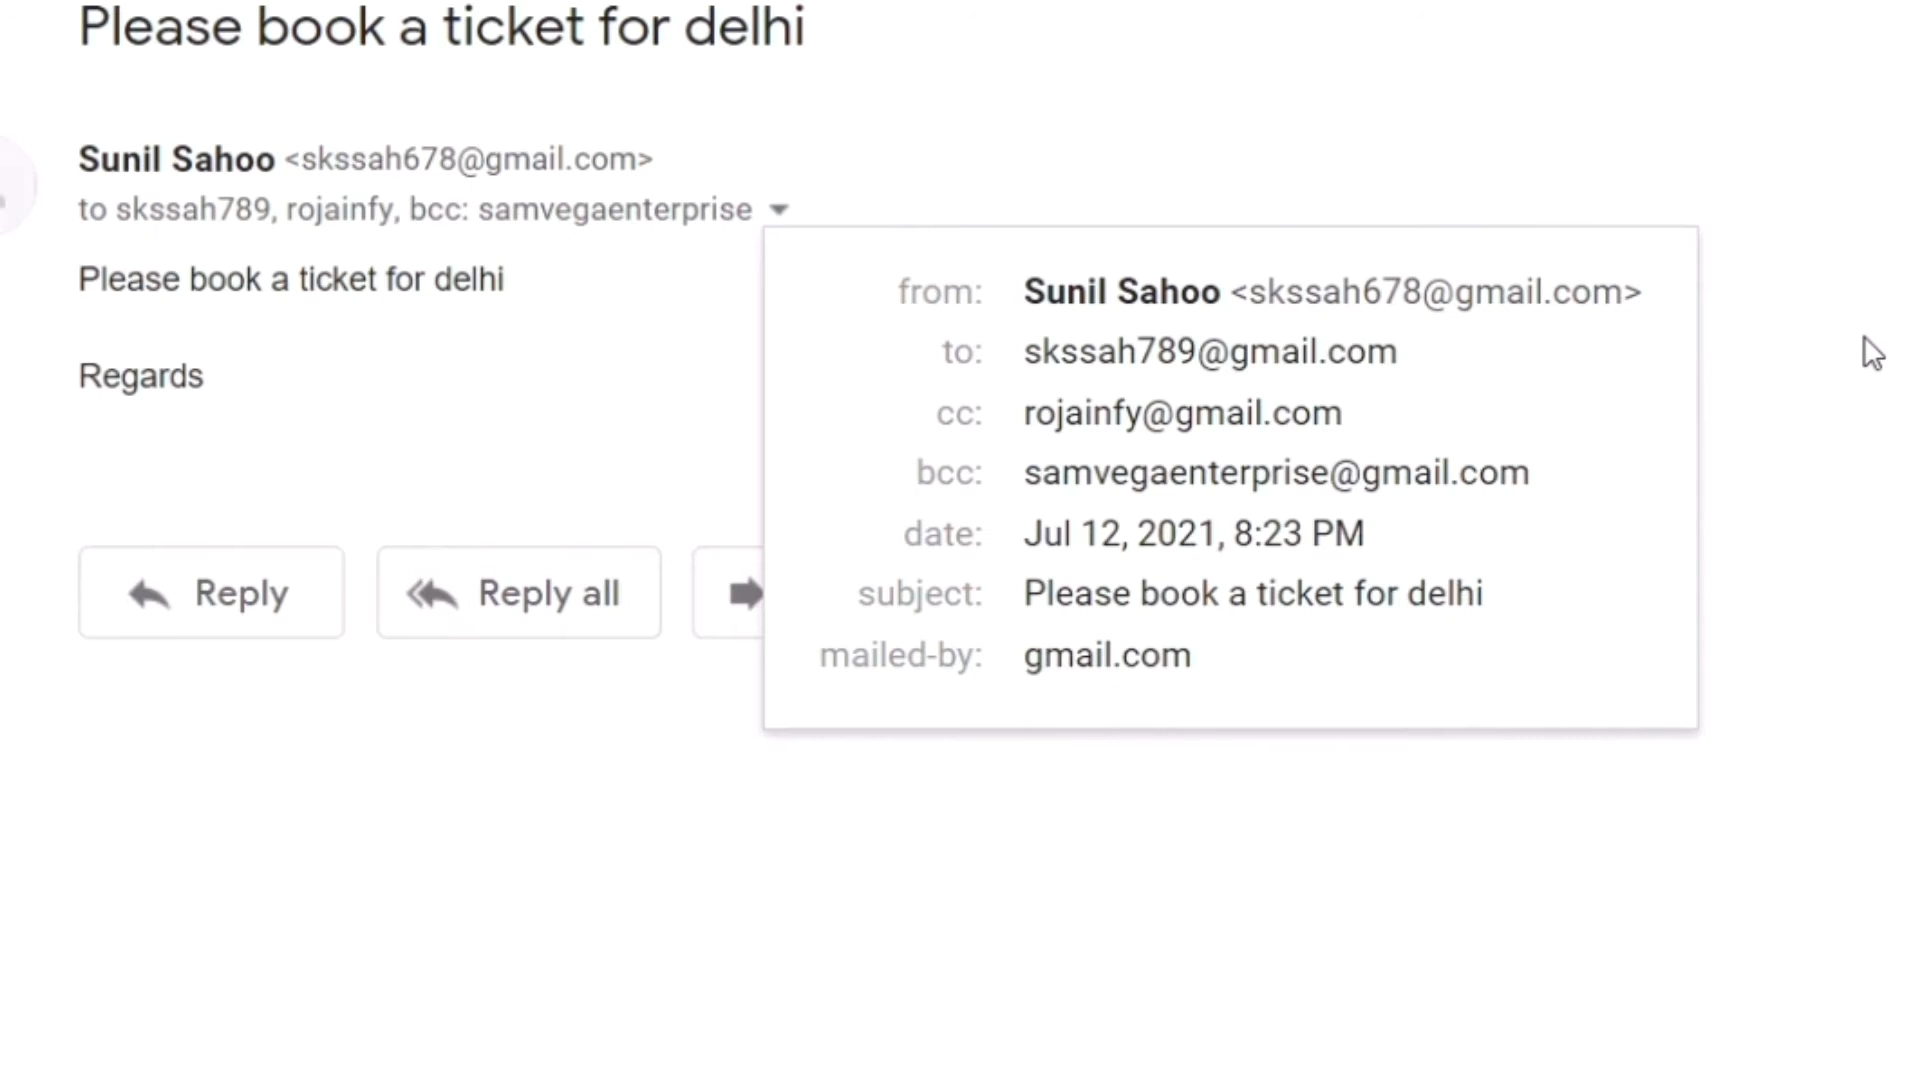 Please book a ticket for delhi
Sunil Sahoo <skssah678@gmail.com>
to skssah789, rojainfy, bcc: samvegaenterprise
Please book a ticket for delhi
Regards
Reply
Reply all
from: Sunil Sahoo <skssah678@gmail.com>
to: skssah789@gmail.com
cc: rojainfy@gmail.com
bcc: samvegaenterprise@gmail.com
date: Jul 12, 2021, 8:23 PM
subject: Please book a ticket for delhi
mailed-by: gmail.com